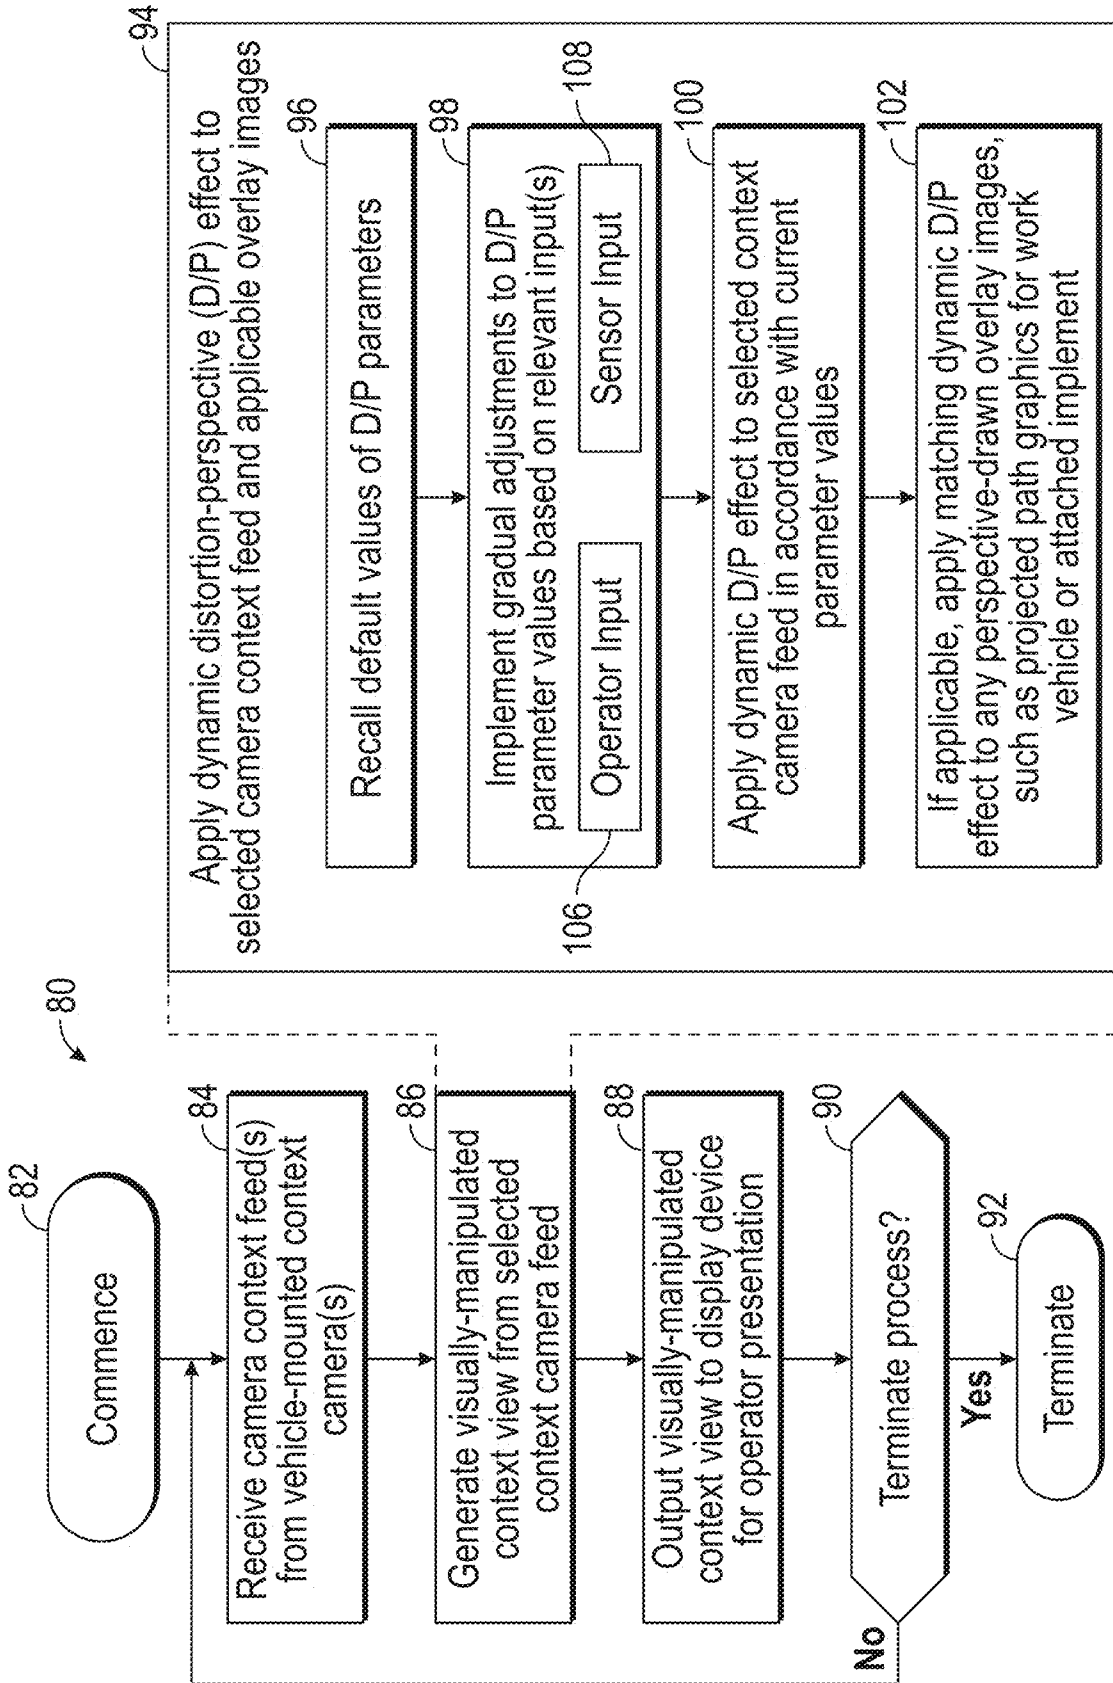 80
82
Commence
84
Receive camera context feed(s)
from vehicle-mounted context
camera(s)
86
Generate visually-manipulated
context view from selected
context camera feed
88
Output visually-manipulated
context view to display device
for operator presentation
90
Terminate process?
No
Yes
92
Terminate
94
Apply dynamic distortion-perspective (D/P) effect to
selected camera context feed and applicable overlay images
96
Recall default values of D/P parameters
98
Implement gradual adjustments to D/P
parameter values based on relevant input(s)
Operator Input
106
Sensor Input
108
100
Apply dynamic D/P effect to selected context
camera feed in accordance with current
parameter values
102
If applicable, apply matching dynamic D/P
effect to any perspective-drawn overlay images,
such as projected path graphics for work
vehicle or attached implement